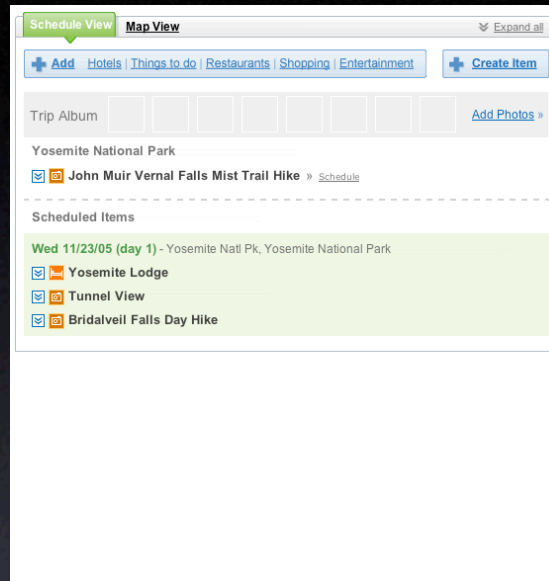 Schedule View Map View Expand all
Add Hotels | Things to do | Restaurants | Shopping | Entertainment Create Item
Trip Album Add Photos »
Yosemite National Park
John Muir Vernal Falls Mist Trail Hike » Schedule
Scheduled Items
Wed 11/23/05 (day 1) - Yosemite Natl Pk, Yosemite National Park
Yosemite Lodge
Tunnel View
Bridalveil Falls Day Hike